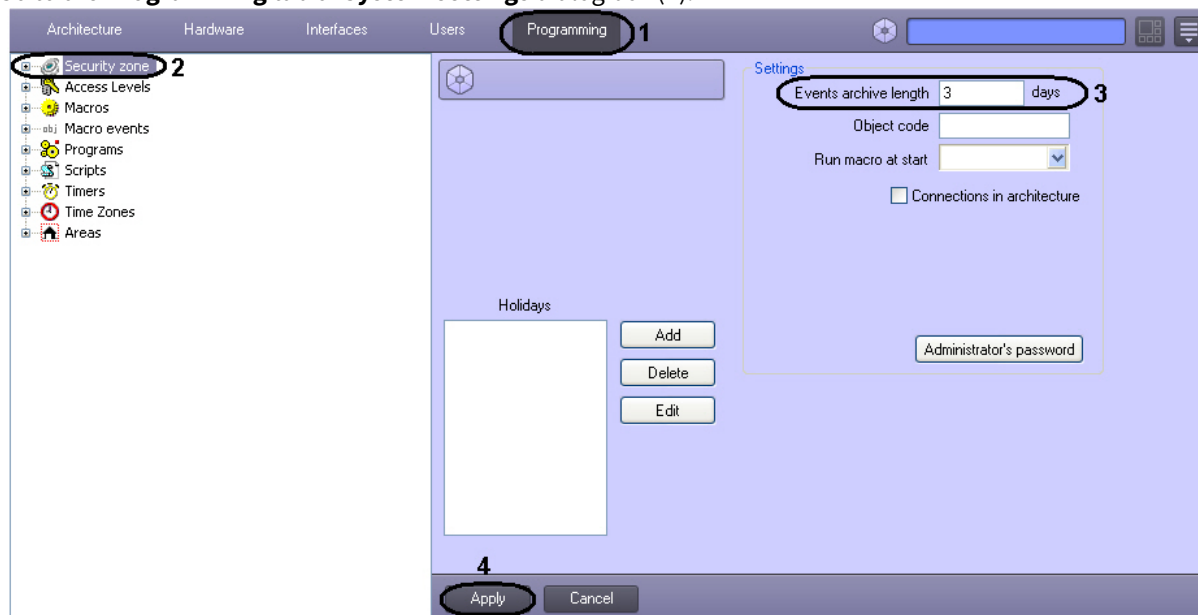 Architecture Hardware Interfaces Users Programming 1
Security zone 2
Access Levels
Macros
obj Macro events
Programs
Scripts
Timers
Time Zones
Areas
Settings
Events archive length 3 days 3
Object code
Run macro at start
Connections in architecture
Holidays
Add
Delete
Edit
Administrator's password
4
Apply Cancel